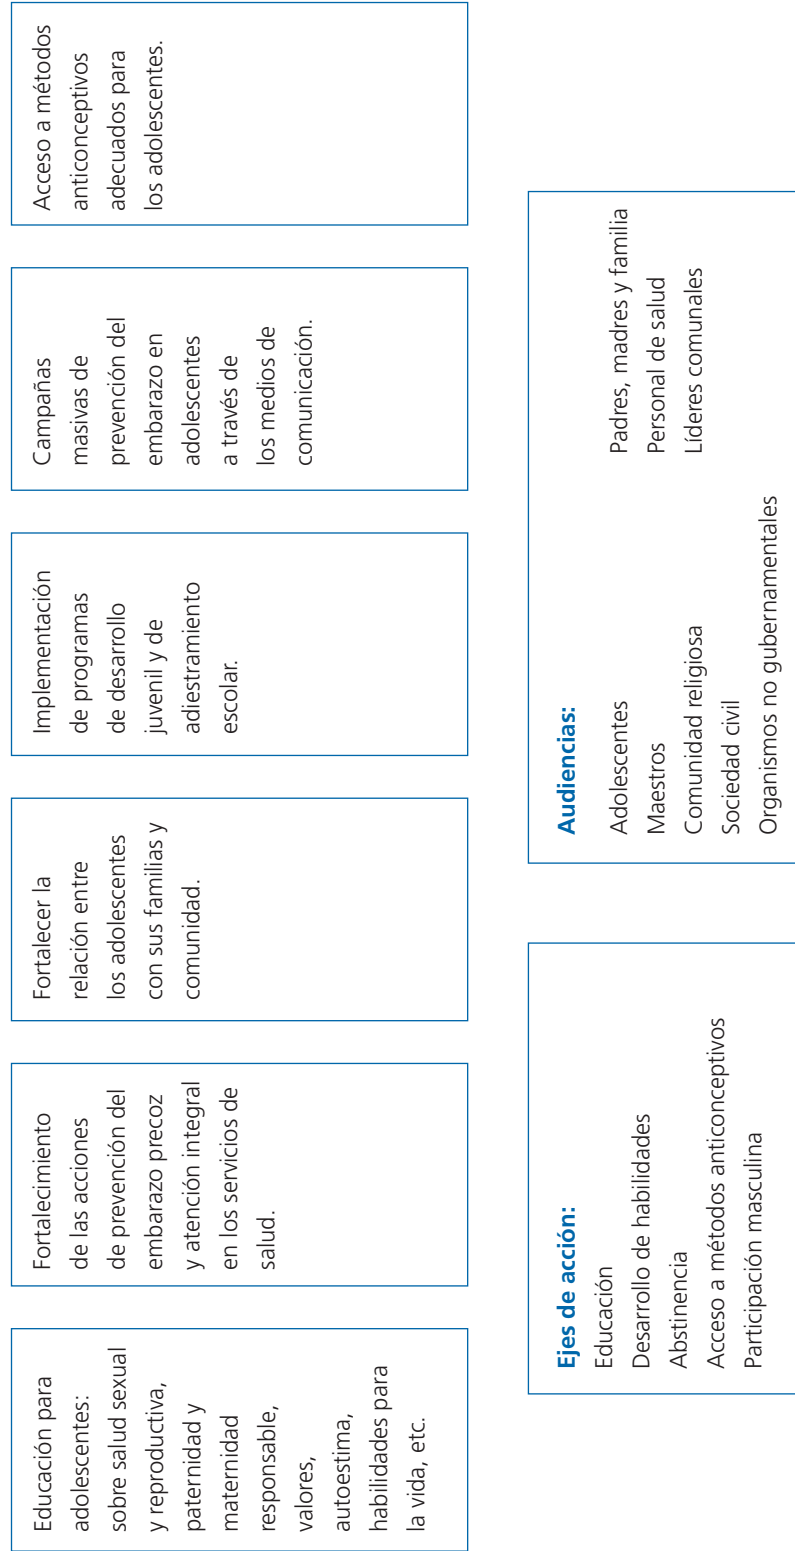 Educación para
adolescentes:
sobre salud sexual
y reproductiva,
paternidad y
maternidad
responsable,
valores,
autoestima,
habilidades para
la vida, etc.
Fortalecimiento
de las acciones
de prevención del
embarazo precoz
y atención integral
en los servicios de
salud.
Fortalecer la
relación entre
los adolescentes
con sus familias y
comunidad.
Implementación
de programas
de desarrollo
juvenil y de
adiestramiento
escolar.
Campañas
masivas de
prevención del
embarazo en
adolescentes
a través de
los medios de
comunicación.
Acceso a métodos
anticonceptivos
adecuados para
los adolescentes.
Ejes de acción:
Educación
Desarrollo de habilidades
Abstinencia
Acceso a métodos anticonceptivos
Participación masculina
Audiencias:
Adolescentes
Maestros
Comunidad religiosa
Sociedad civil
Organismos no gubernamentales
Padres, madres y familia
Personal de salud
Líderes comunales